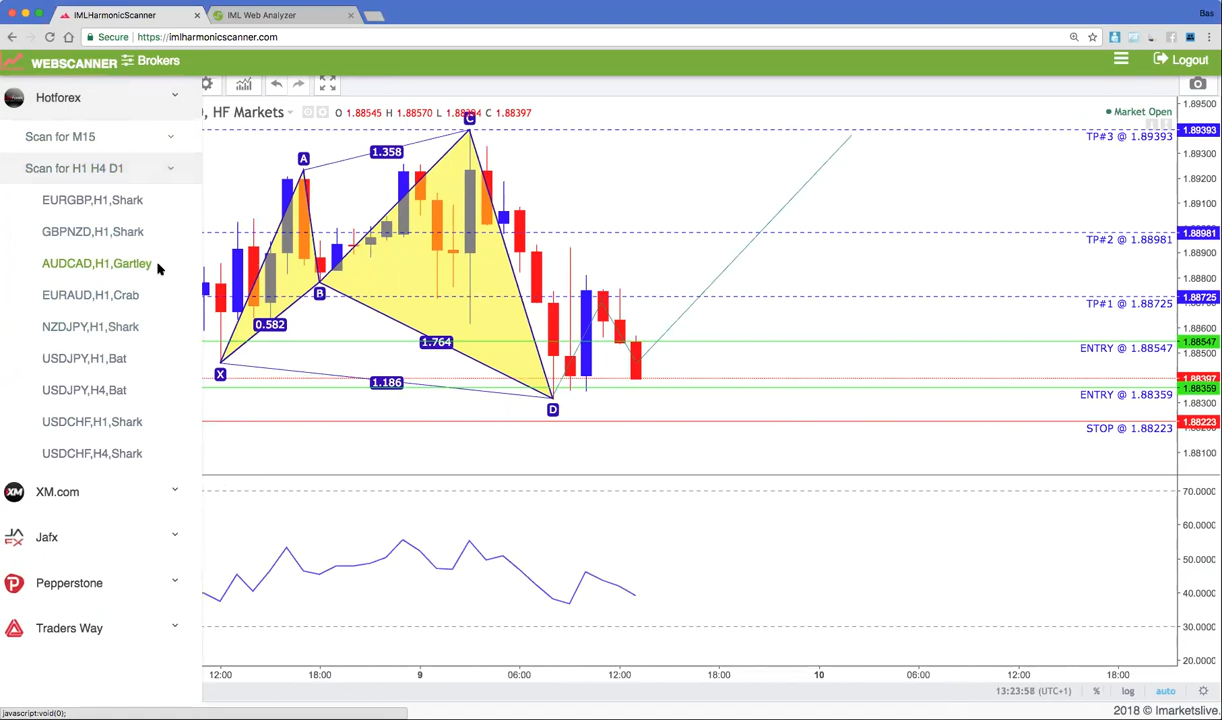 IMLHarmonicScanner
IML Web Analyzer
Bas
Secure
https://imlharmonicscanner.com
WEBSCANNER
Brokers
Logout
Hotforex
Scan for M15
Scan for H1 H4 D1
EURGBP,H1,Shark
GBPNZD,H1,Shark
AUDCAD,H1,Gartley
EURAUD,H1,Crab
NZDJPY,H1,Shark
USDJPY,H1,Bat
USDJPY,H4,Bat
USDCHF,H1,Shark
USDCHF,H4,Shark
XM.com
Jafx
Pepperstone
Traders Way
javascript:void(0);
HF Markets
O 1.88545 H 1.88570 C 1.88397
Market Open
A
1.358
C
B
0.582
1.764
X
1.186
D
TP#3 @ 1.89393
TP#2 @ 1.88981
TP#1 @ 1.88725
ENTRY @ 1.88547
ENTRY @ 1.88359
STOP @ 1.88223
1.89500
1.89393
1.89300
1.89200
1.89100
1.88981
1.88900
1.88800
1.88725
1.88600
1.88547
1.88500
1.88397
1.88359
1.88300
1.88223
1.88100
70.0000
60.0000
50.0000
40.0000
30.0000
20.0000
12:00
18:00
9
06:00
12:00
18:00
10
06:00
12:00
18:00
13:23:58 (UTC+1)
%
log
auto
2018 © Imarketslive.